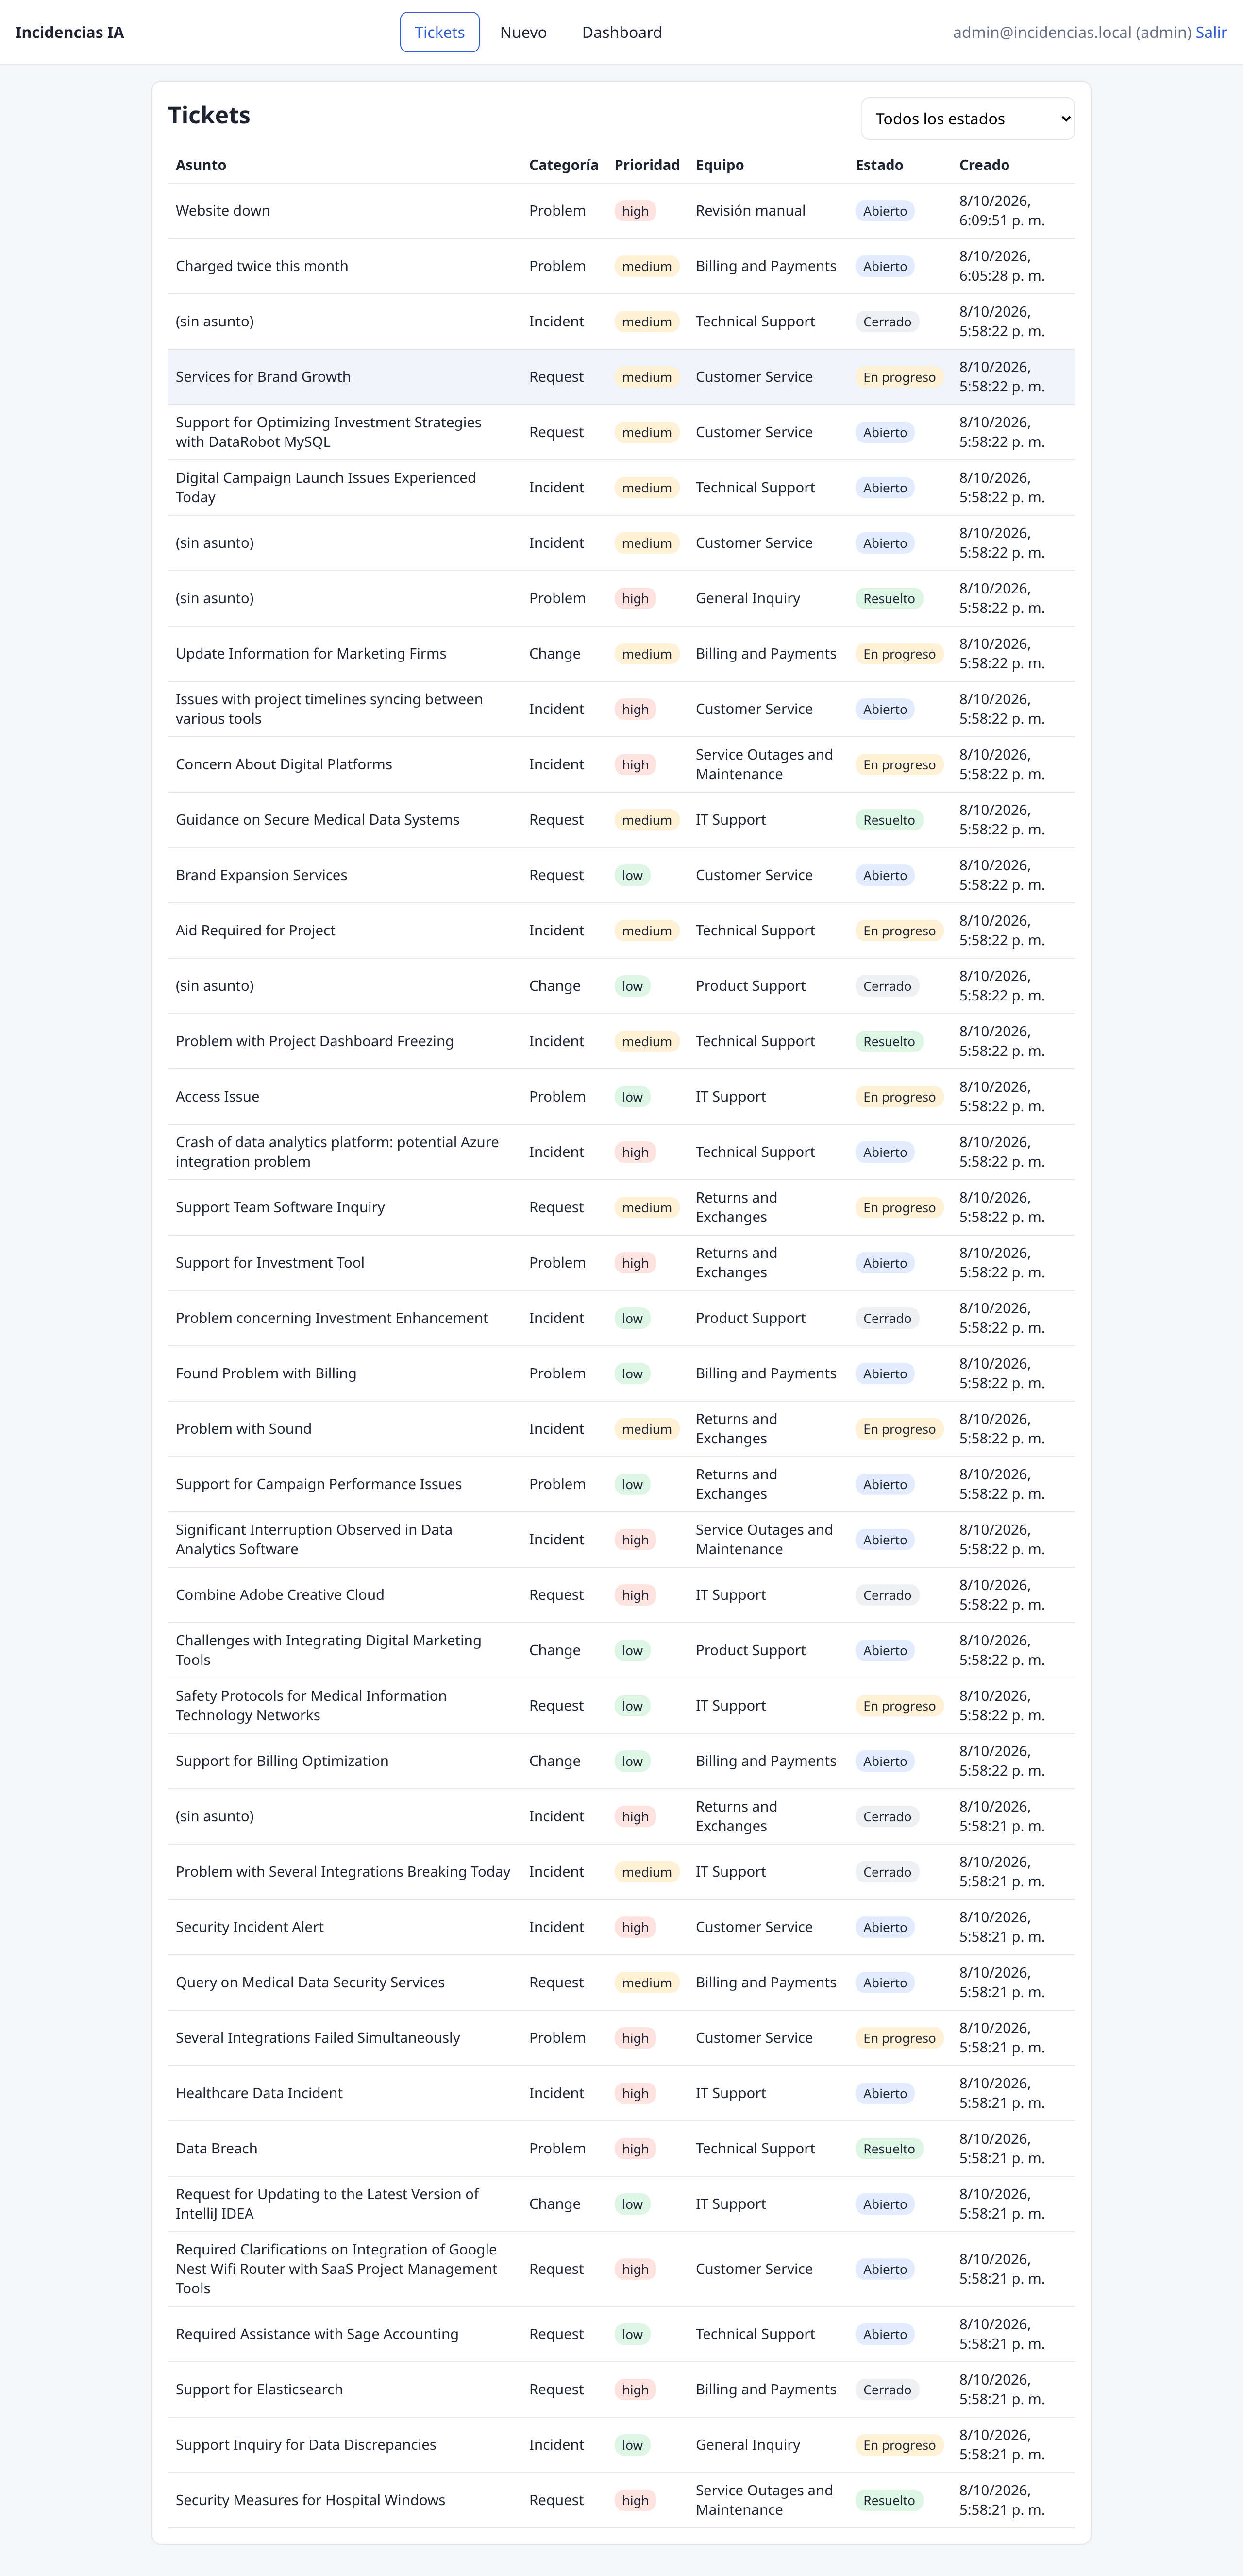 Incidencias IA
Tickets
Nuevo
Dashboard
admin@incidencias.local (admin) Salir
Tickets
Todos los estados
Asunto Categoría Prioridad Equipo Estado Creado
Website down Problem high Revisión manual Abierto 8/10/2026, 6:09:51 p. m.
Charged twice this month Problem medium Billing and Payments Abierto 8/10/2026, 6:05:28 p. m.
(sin asunto) Incident medium Technical Support Cerrado 8/10/2026, 5:58:22 p. m.
Services for Brand Growth Request medium Customer Service En progreso 8/10/2026, 5:58:22 p. m.
Support for Optimizing Investment Strategies with DataRobot MySQL Request medium Customer Service Abierto 8/10/2026, 5:58:22 p. m.
Digital Campaign Launch Issues Experienced Today Incident medium Technical Support Abierto 8/10/2026, 5:58:22 p. m.
(sin asunto) Incident medium Customer Service Abierto 8/10/2026, 5:58:22 p. m.
(sin asunto) Problem high General Inquiry Resuelto 8/10/2026, 5:58:22 p. m.
Update Information for Marketing Firms Change medium Billing and Payments En progreso 8/10/2026, 5:58:22 p. m.
Issues with project timelines syncing between various tools Incident high Customer Service Abierto 8/10/2026, 5:58:22 p. m.
Concern About Digital Platforms Incident high Service Outages and Maintenance En progreso 8/10/2026, 5:58:22 p. m.
Guidance on Secure Medical Data Systems Request medium IT Support Resuelto 8/10/2026, 5:58:22 p. m.
Brand Expansion Services Request low Customer Service Abierto 8/10/2026, 5:58:22 p. m.
Aid Required for Project Incident medium Technical Support En progreso 8/10/2026, 5:58:22 p. m.
(sin asunto) Change low Product Support Cerrado 8/10/2026, 5:58:22 p. m.
Problem with Project Dashboard Freezing Incident medium Technical Support Resuelto 8/10/2026, 5:58:22 p. m.
Access Issue Problem low IT Support En progreso 8/10/2026, 5:58:22 p. m.
Crash of data analytics platform: potential Azure integration problem Incident high Technical Support Abierto 8/10/2026, 5:58:22 p. m.
Support Team Software Inquiry Request medium Returns and Exchanges En progreso 8/10/2026, 5:58:22 p. m.
Support for Investment Tool Problem high Returns and Exchanges Abierto 8/10/2026, 5:58:22 p. m.
Problem concerning Investment Enhancement Incident low Product Support Cerrado 8/10/2026, 5:58:22 p. m.
Found Problem with Billing Problem low Billing and Payments Abierto 8/10/2026, 5:58:22 p. m.
Problem with Sound Incident medium Returns and Exchanges En progreso 8/10/2026, 5:58:22 p. m.
Support for Campaign Performance Issues Problem low Returns and Exchanges Abierto 8/10/2026, 5:58:22 p. m.
Significant Interruption Observed in Data Analytics Software Incident high Service Outages and Maintenance Abierto 8/10/2026, 5:58:22 p. m.
Combine Adobe Creative Cloud Request high IT Support Cerrado 8/10/2026, 5:58:22 p. m.
Challenges with Integrating Digital Marketing Tools Change low Product Support Abierto 8/10/2026, 5:58:22 p. m.
Safety Protocols for Medical Information Technology Networks Request low IT Support En progreso 8/10/2026, 5:58:22 p. m.
Support for Billing Optimization Change low Billing and Payments Abierto 8/10/2026, 5:58:22 p. m.
(sin asunto) Incident high Returns and Exchanges Cerrado 8/10/2026, 5:58:21 p. m.
Problem with Several Integrations Breaking Today Incident medium IT Support Cerrado 8/10/2026, 5:58:21 p. m.
Security Incident Alert Incident high Customer Service Abierto 8/10/2026, 5:58:21 p. m.
Query on Medical Data Security Services Request medium Billing and Payments Abierto 8/10/2026, 5:58:21 p. m.
Several Integrations Failed Simultaneously Problem high Customer Service En progreso 8/10/2026, 5:58:21 p. m.
Healthcare Data Incident Incident high IT Support Abierto 8/10/2026, 5:58:21 p. m.
Data Breach Problem high Technical Support Resuelto 8/10/2026, 5:58:21 p. m.
Request for Updating to the Latest Version of IntelliJ IDEA Change low IT Support Abierto 8/10/2026, 5:58:21 p. m.
Required Clarifications on Integration of Google Nest Wifi Router with SaaS Project Management Tools Request high Customer Service Abierto 8/10/2026, 5:58:21 p. m.
Required Assistance with Sage Accounting Request low Technical Support Abierto 8/10/2026, 5:58:21 p. m.
Support for Elasticsearch Request high Billing and Payments Cerrado 8/10/2026, 5:58:21 p. m.
Support Inquiry for Data Discrepancies Incident low General Inquiry En progreso 8/10/2026, 5:58:21 p. m.
Security Measures for Hospital Windows Request high Service Outages and Maintenance Resuelto 8/10/2026, 5:58:21 p. m.